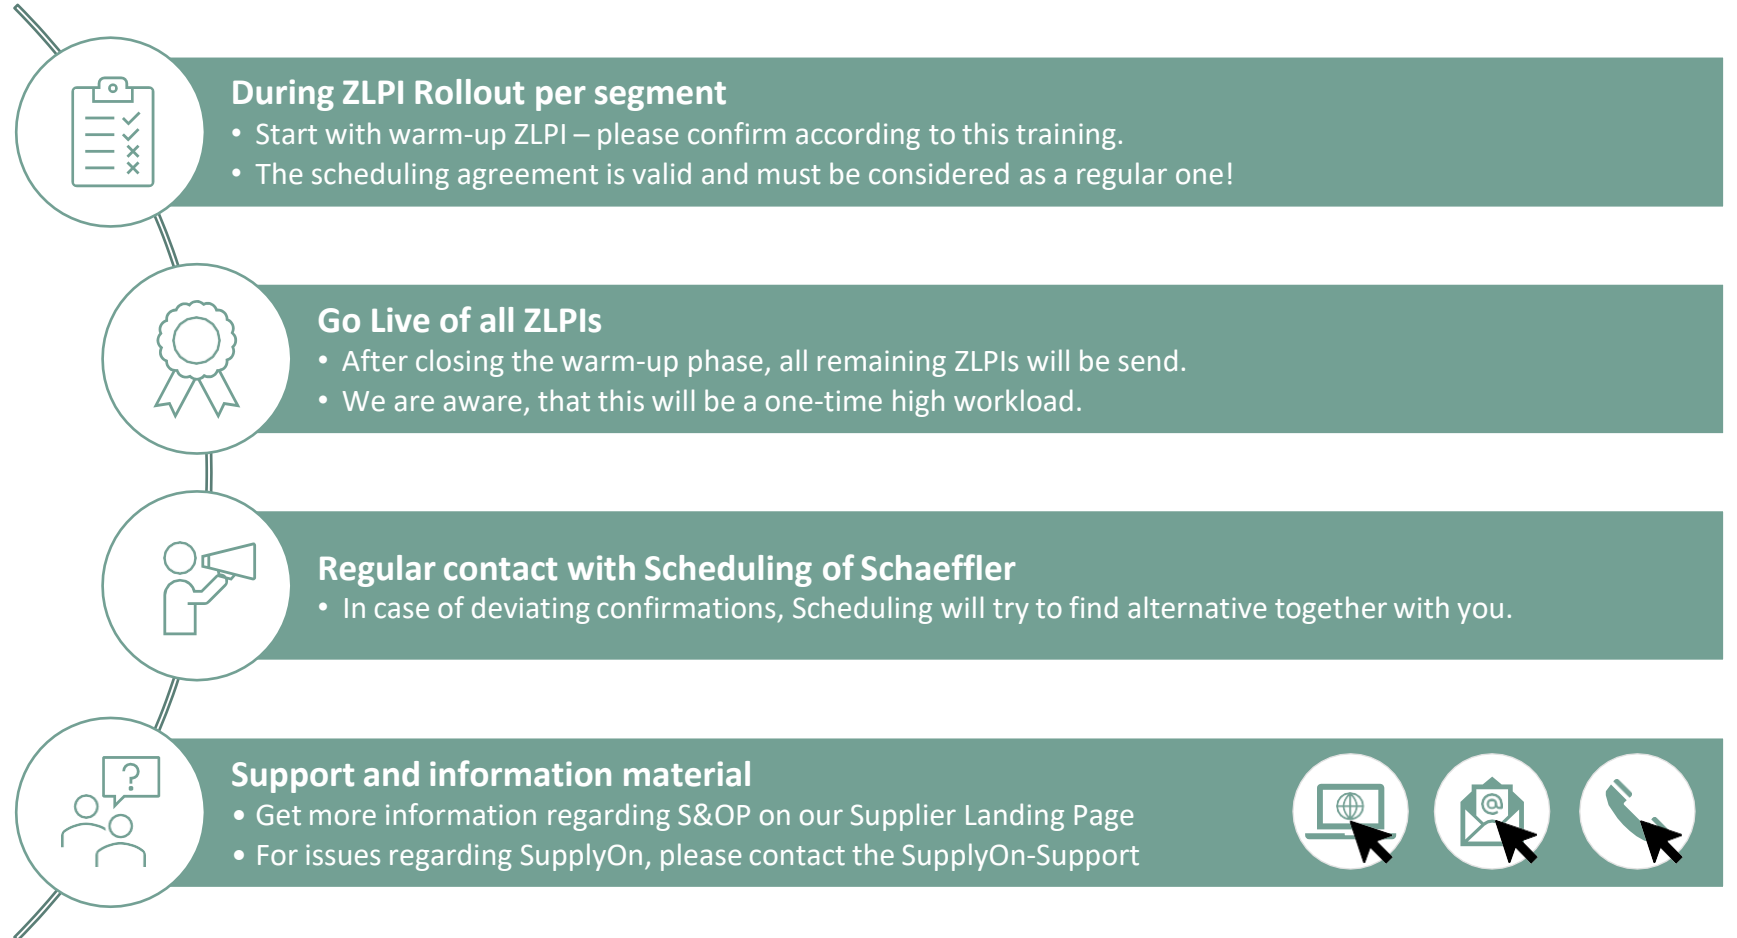 During ZLPI Rollout per segment
• Start with warm-up ZLPI – please confirm according to this training.
• The scheduling agreement is valid and must be considered as a regular one!
Go Live of all ZLPIs
• After closing the warm-up phase, all remaining ZLPIs will be send.
• We are aware, that this will be a one-time high workload.
Regular contact with Scheduling of Schaeffler
• In case of deviating confirmations, Scheduling will try to find alternative together with you.
?
Support and information material
• Get more information regarding S&OP on our Supplier Landing Page
• For issues regarding SupplyOn, please contact the SupplyOn-Support
@